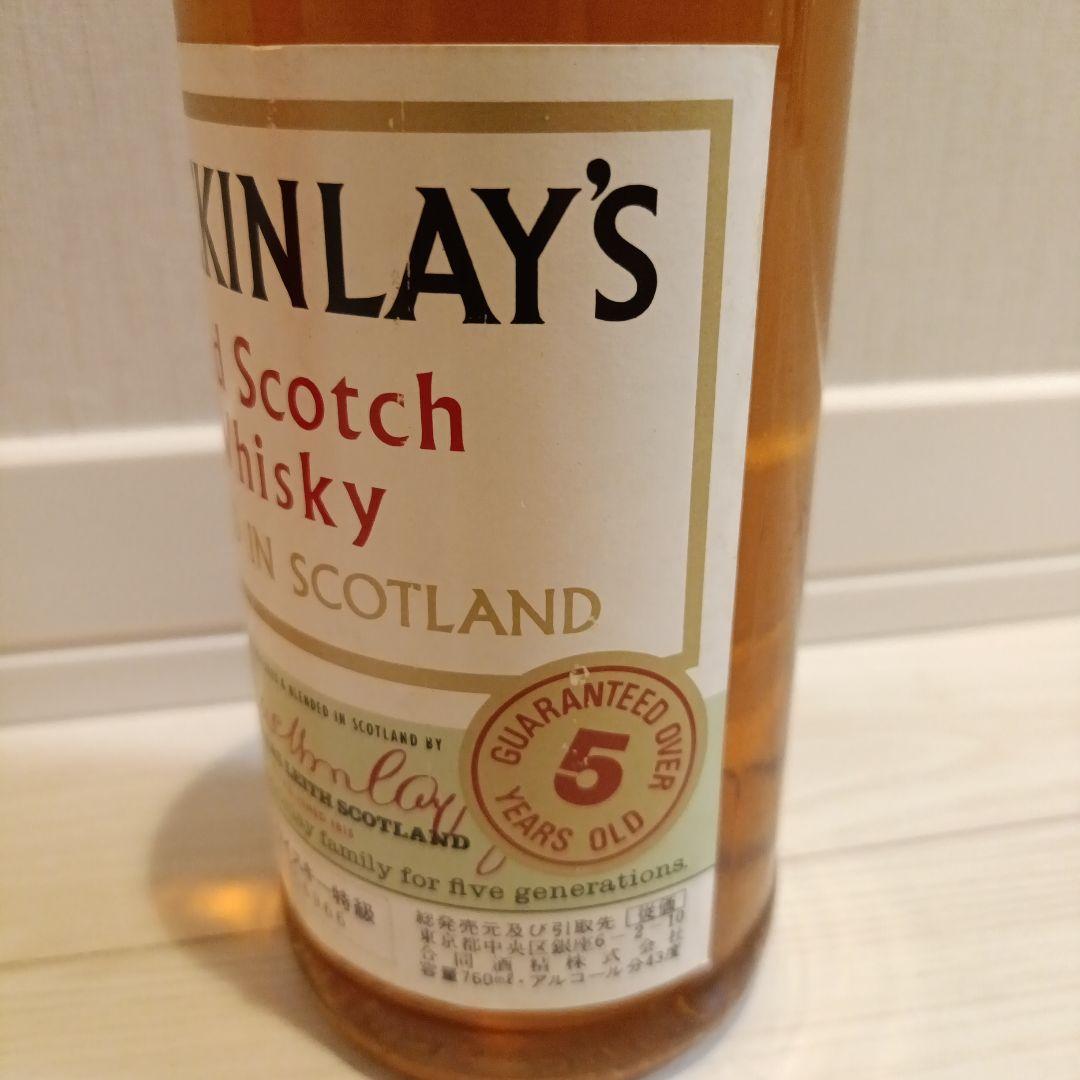 KINLAY'S
d Scotch
Whisky
IN SCOTLAND
& BLENDED IN SCOTLAND BY
LEITH SCOTLAND
GUARANTEED OVER
5
YEARS OLD
family for five generations.
キー特級
従価
総発売元及び引取先
東京都中央区銀座6-2-10
合同酒精株式会社
容量760ml・アルコール分43度